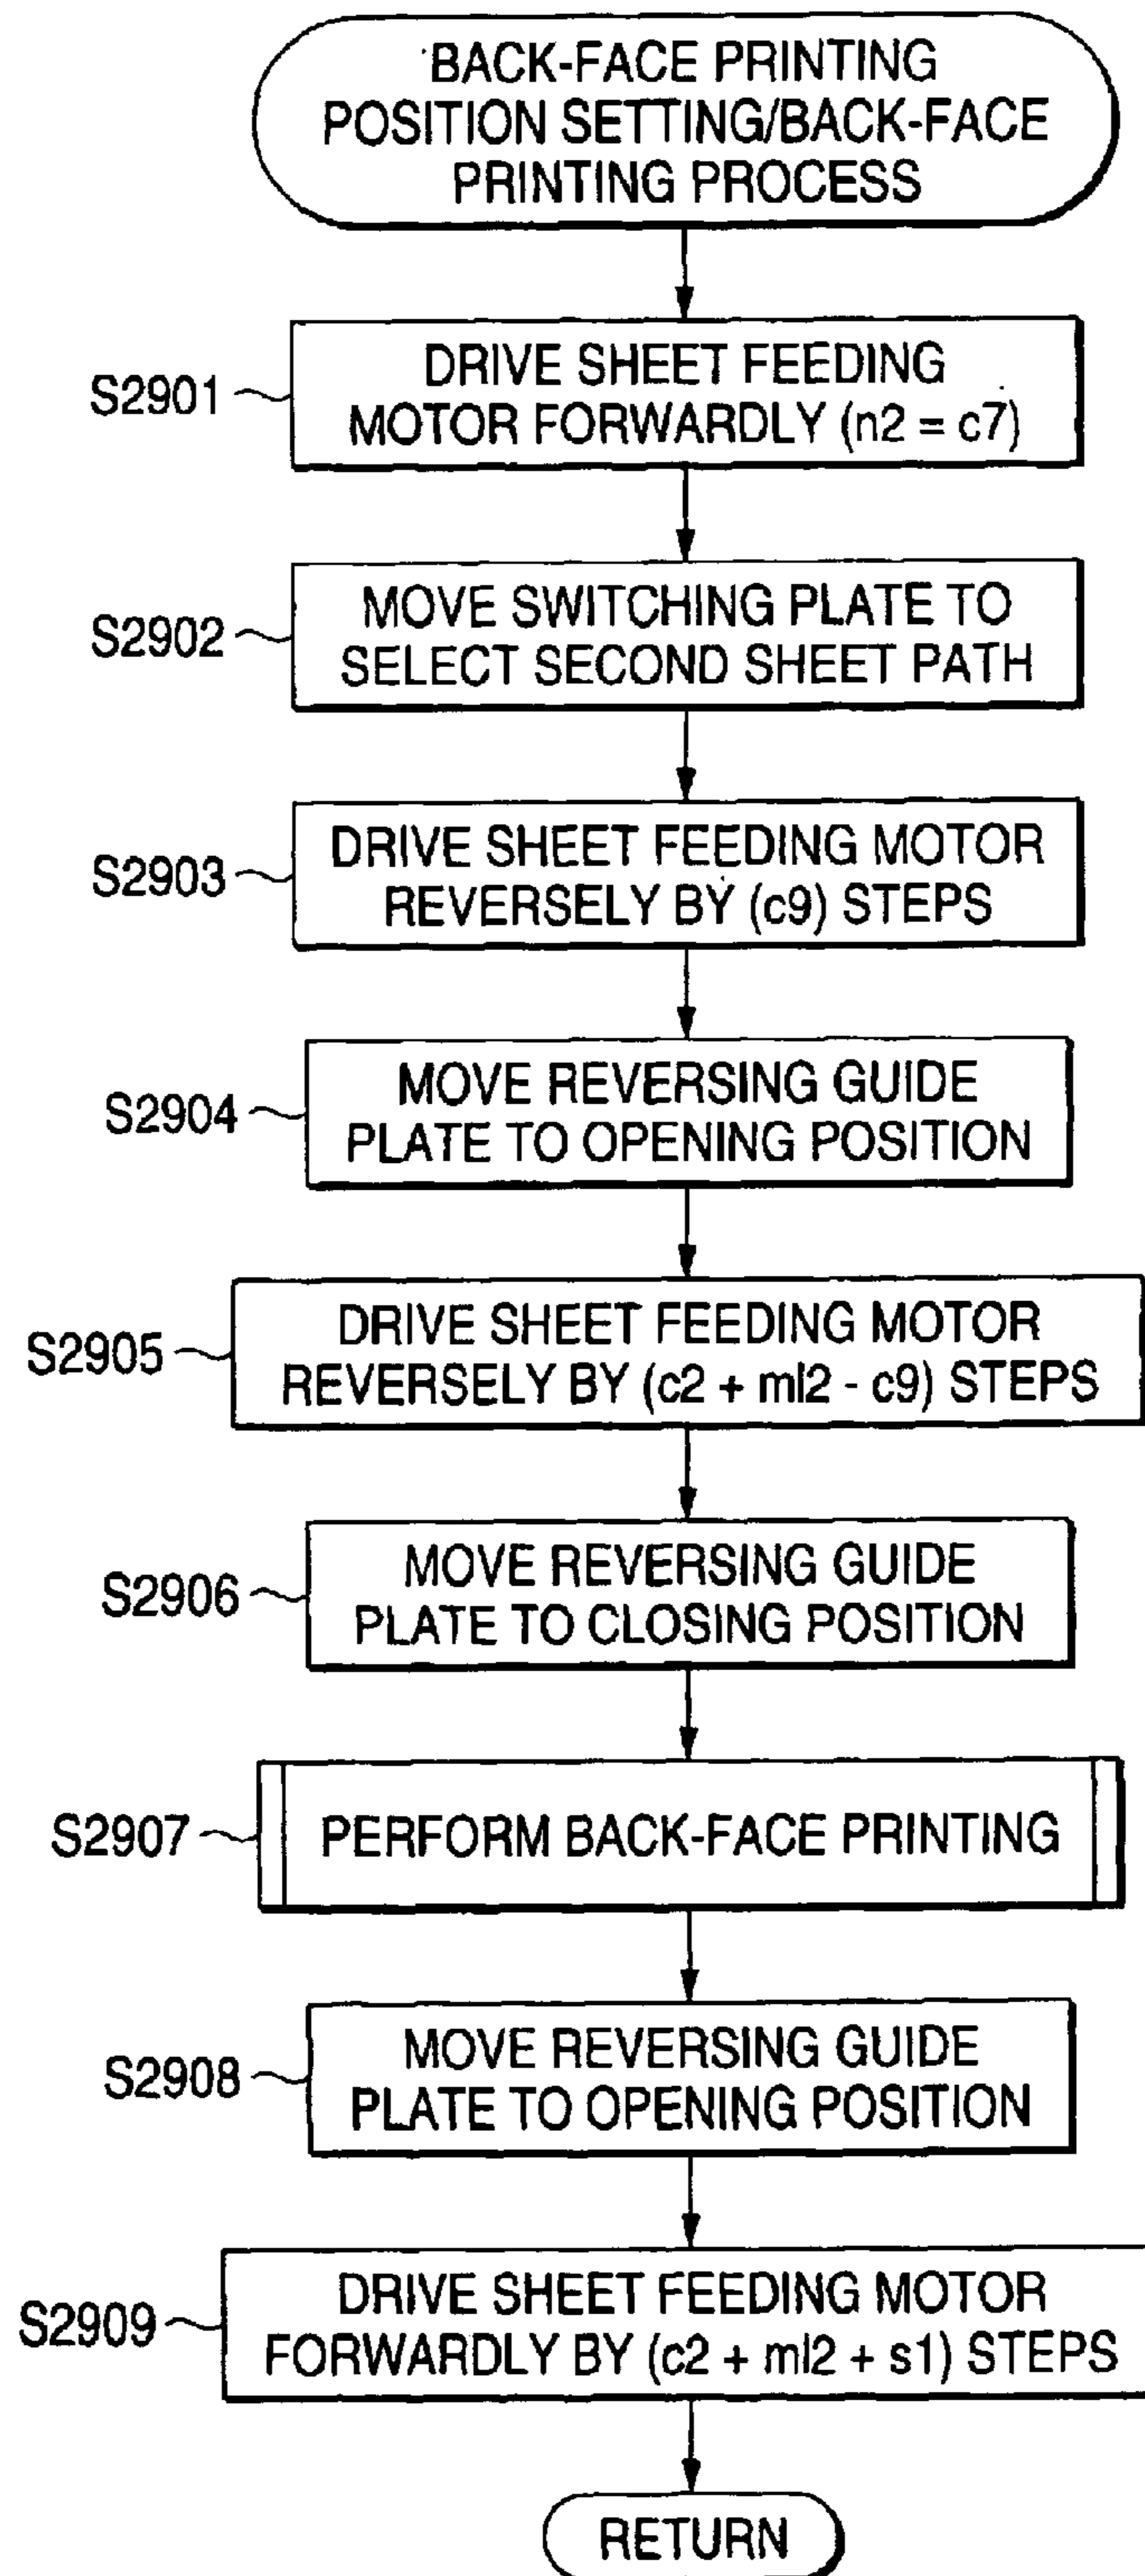 BACK-FACE PRINTING
POSITION SETTING/BACK-FACE
PRINTING PROCESS
S2901
DRIVE SHEET FEEDING
MOTOR FORWARDLY (n2 = c7)
S2902
MOVE SWITCHING PLATE TO
SELECT SECOND SHEET PATH
S2903
DRIVE SHEET FEEDING MOTOR
REVERSELY BY (c9) STEPS
S2904
MOVE REVERSING GUIDE
PLATE TO OPENING POSITION
S2905
DRIVE SHEET FEEDING MOTOR
REVERSELY BY (c2 + ml2 - c9) STEPS
S2906
MOVE REVERSING GUIDE
PLATE TO CLOSING POSITION
S2907
PERFORM BACK-FACE PRINTING
S2908
MOVE REVERSING GUIDE
PLATE TO OPENING POSITION
S2909
DRIVE SHEET FEEDING MOTOR
FORWARDLY BY (c2 + ml2 + s1) STEPS
RETURN